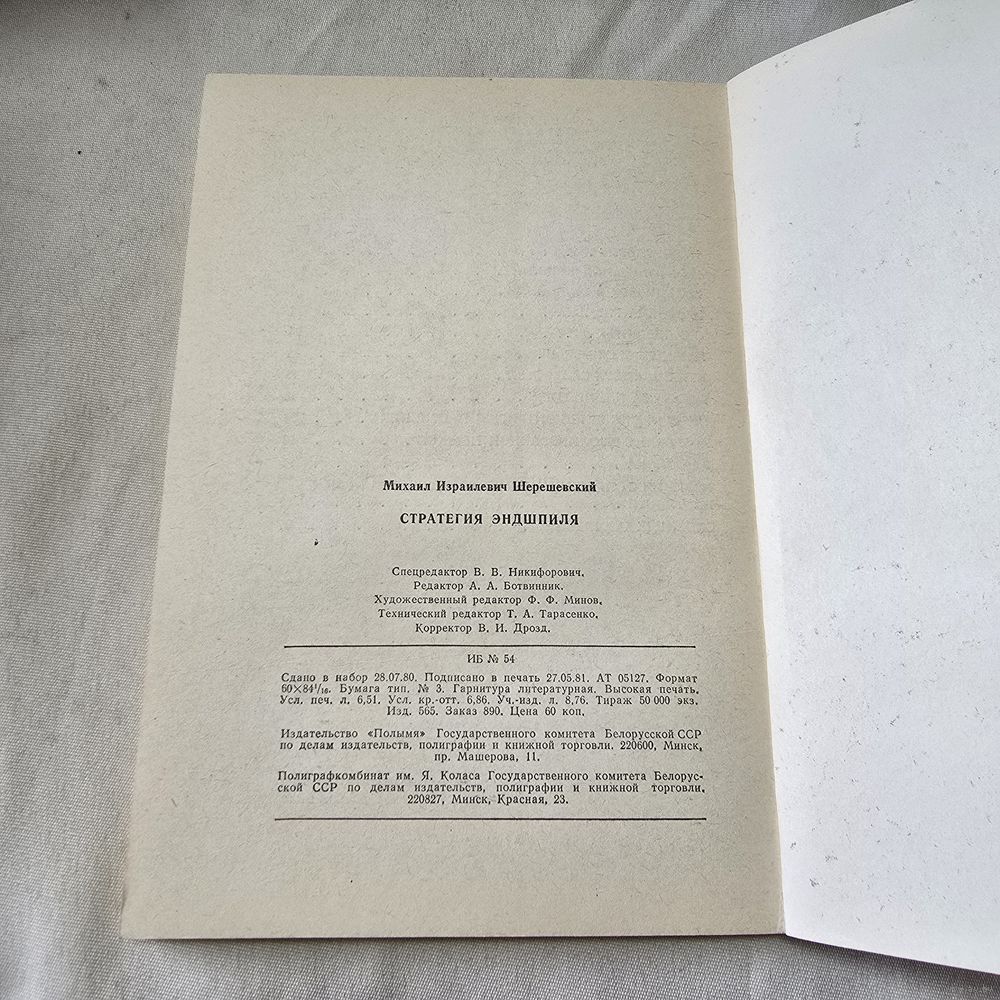 Михаил Израилевич Шерешевский
СТРАТЕГИЯ ЭНДШПИЛЯ
Спецредактор В. В. Никифорович.
Редактор А. А. Ботвинник.
Художественный редактор Ф. Ф. Минов.
Технический редактор Т. А. Тарасенко.
Корректор В. И. Дрозд.
ИБ № 54
Сдано в набор 28.07.80. Подписано в печать 27.05.81. АТ 05127. Формат
60×84¹/₁₆. Бумага тип. № 3. Гарнитура литературная. Высокая печать.
Усл. печ. л. 6,51. Усл. кр.-отт. 6,86. Уч.-изд. л. 8,76. Тираж 50 000 экз.
Изд. 565. Заказ 890. Цена 60 коп.
Издательство «Полымя» Государственного комитета Белорусской ССР
по делам издательств, полиграфии и книжной торговли. 220600, Минск,
пр. Машерова, 11.
Полиграфкомбинат им. Я. Коласа Государственного комитета Белорус-
ской ССР по делам издательств, полиграфии и книжной торговли.
220827, Минск, Красная, 23.